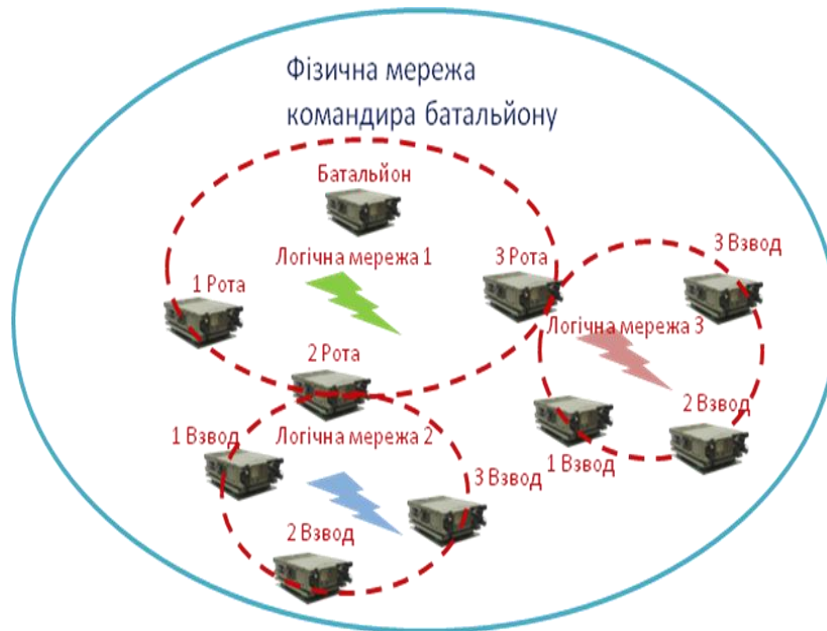 Фізична мережа
командира батальйону
Батальйон
Логічна мережа 1
3 Рота
3 Взвод
1 Рота
Логічна мережа 3
2 Рота
2 Взвод
1 Взвод
Логічна мережа 2
1 Взвод
3 Взвод
2 Взвод